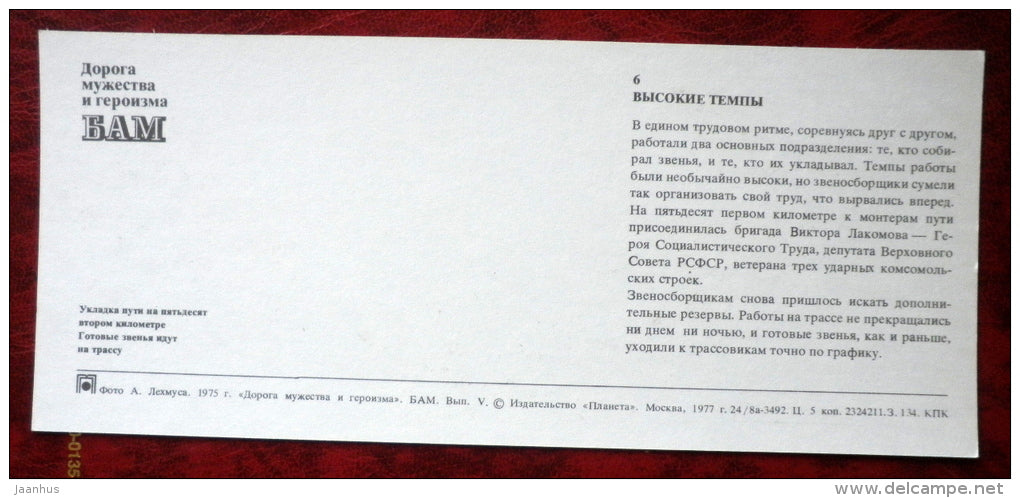 Дорога
мужества
и героизма
БАМ
6
ВЫСОКИЕ ТЕМПЫ
В едином трудовом ритме, соревнуясь друг с другом,
работали два основных подразделения: те, кто соби-
рал звенья, и те, кто их укладывал. Темпы работы
были необычайно высоки, но звеносборщики сумели
так организовать свой труд, что вырвались вперед.
На пятьдесят первом километре к монтерам пути
присоединилась бригада Виктора Лакомова — Ге-
роя Социалистического Труда, депутата Верховного
Совета РСФСР, ветерана трех ударных комсомоль-
ских строек.
Звеносборщикам снова пришлось искать дополни-
тельные резервы. Работы на трассе не прекращались
ни днем ни ночью, и готовые звенья, как и раньше,
уходили к трассовикам точно по графику.
Укладка пути на пятьдесят
втором километре
Готовые звенья идут
на трассу
Фото А. Лехмуса. 1975 г. «Дорога мужества и героизма». БАМ. Вып. V. © Издательство «Планета». Москва, 1977 г. 24/8а-3492. Ц. 5 коп. 2324211.З. 134. КПК
0-0135
jaanhus
www.delcampe.net